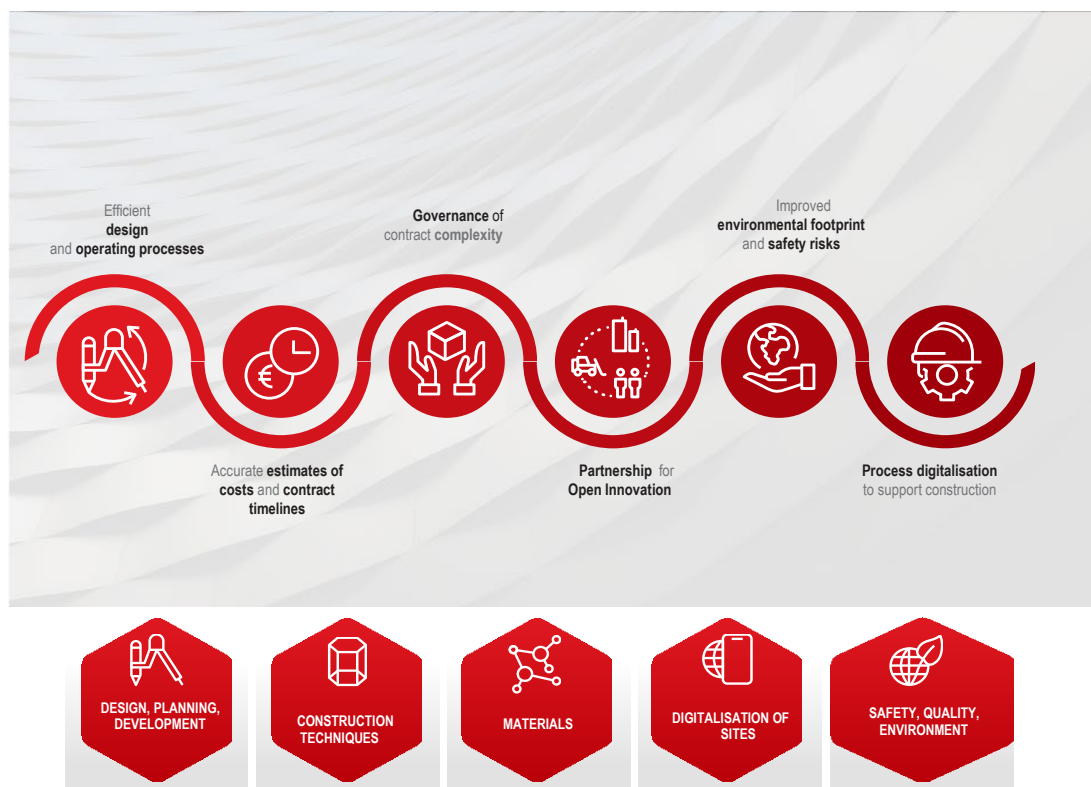 Efficient
design
and operating processes
Governance of
contract complexity
Improved
environmental footprint
and safety risks
€
Accurate estimates of
costs and contract
timelines
Partnership for
Open Innovation
Process digitalisation
to support construction
DESIGN, PLANNING,
DEVELOPMENT
CONSTRUCTION
TECHNIQUES
MATERIALS
DIGITALISATION OF
SITES
SAFETY, QUALITY,
ENVIRONMENT